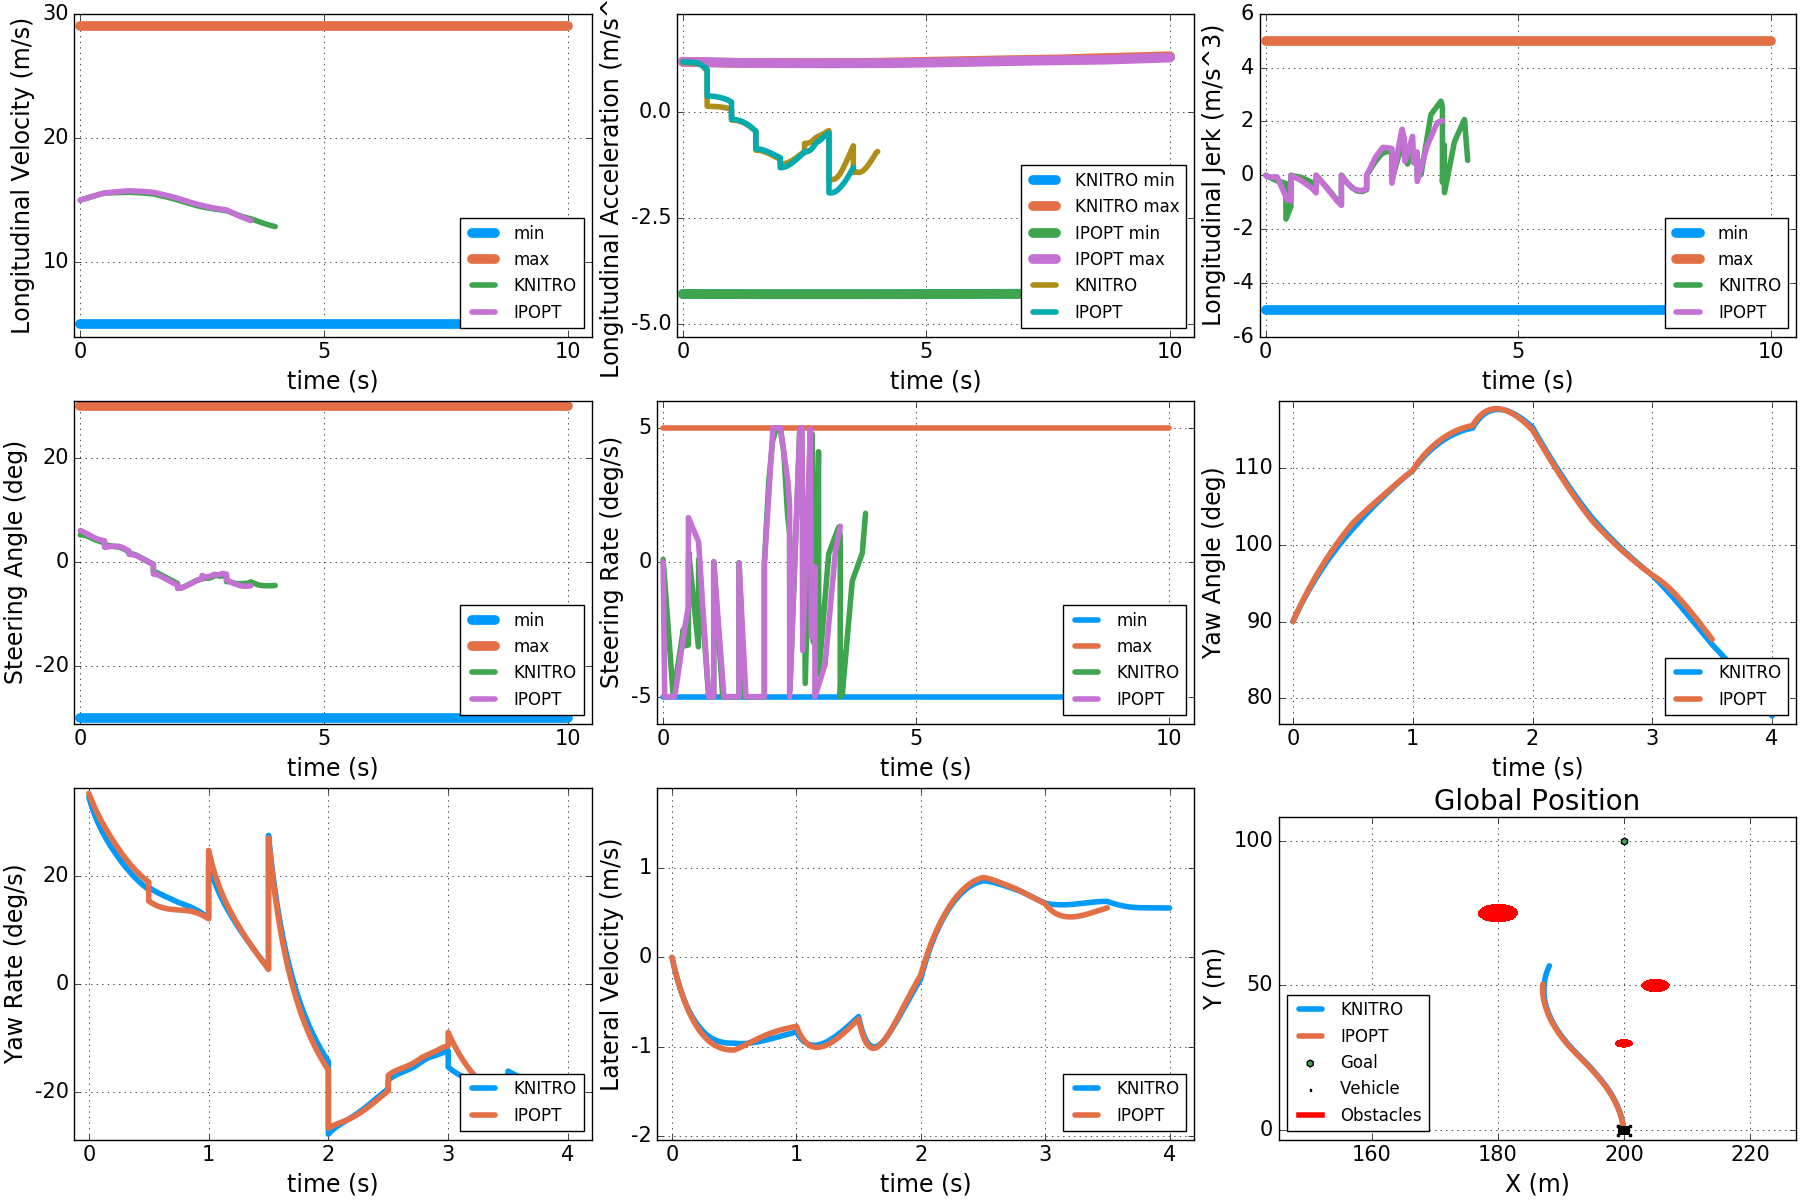 Longitudinal Velocity (m/s)
30
20
10
0
5
10
time (s)
min
max
KNITRO
IPOPT
Longitudinal Acceleration (m/s^
0.0
-2.5
-5.0
0
5
10
time (s)
KNITRO min
KNITRO max
IPOPT min
IPOPT max
KNITRO
IPOPT
Longitudinal Jerk (m/s^3)
6
4
2
0
-2
-4
-6
0
5
10
time (s)
min
max
KNITRO
IPOPT
Steering Angle (deg)
20
0
-20
0
5
10
time (s)
min
max
KNITRO
IPOPT
Steering Rate (deg/s)
5
0
-5
0
5
10
time (s)
min
max
KNITRO
IPOPT
Yaw Angle (deg)
110
100
90
80
0
1
2
3
4
time (s)
KNITRO
IPOPT
Yaw Rate (deg/s)
20
0
-20
0
1
2
3
4
time (s)
KNITRO
IPOPT
Lateral Velocity (m/s)
1
0
-1
-2
0
1
2
3
4
time (s)
KNITRO
IPOPT
Global Position
Y (m)
100
50
0
160
180
200
220
X (m)
KNITRO
IPOPT
Goal
Vehicle
Obstacles